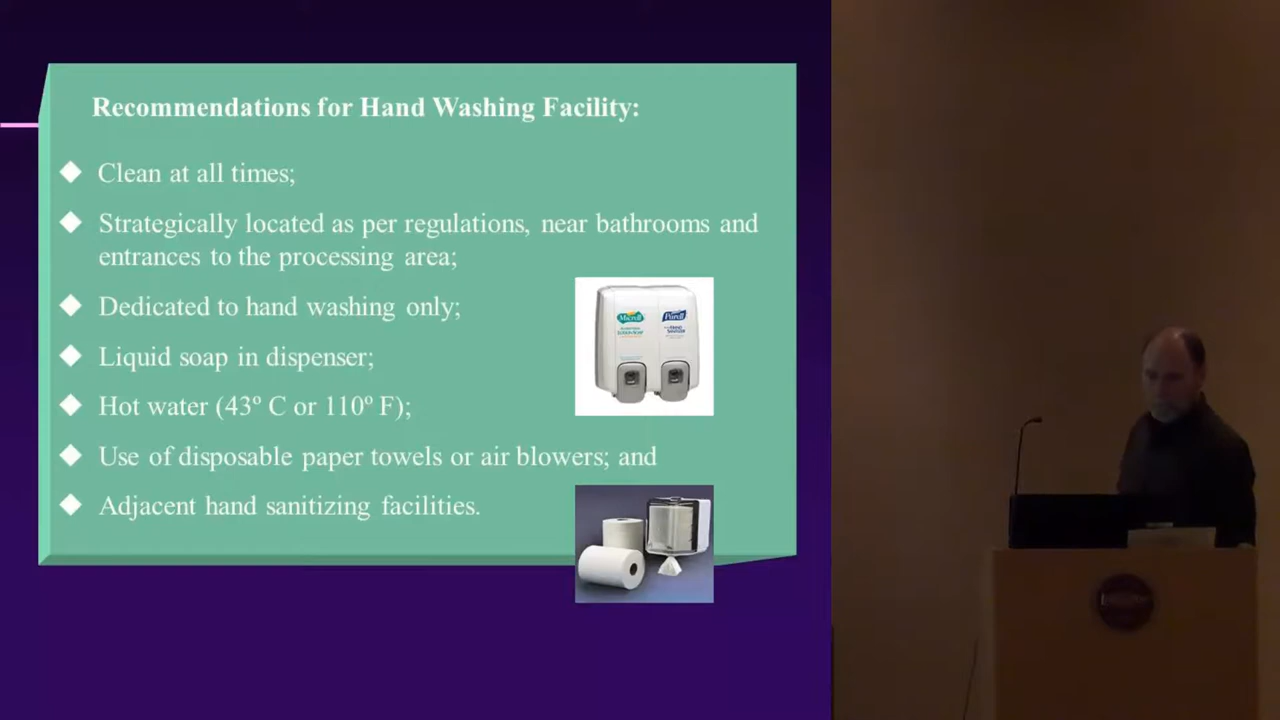 Recommendations for Hand Washing Facility:
Clean at all times;
Strategically located as per regulations, near bathrooms and
entrances to the processing area;
Dedicated to hand washing only;
Liquid soap in dispenser;
Hot water (43º C or 110º F);
Use of disposable paper towels or air blowers; and
Adjacent hand sanitizing facilities.
Micrell
Purell